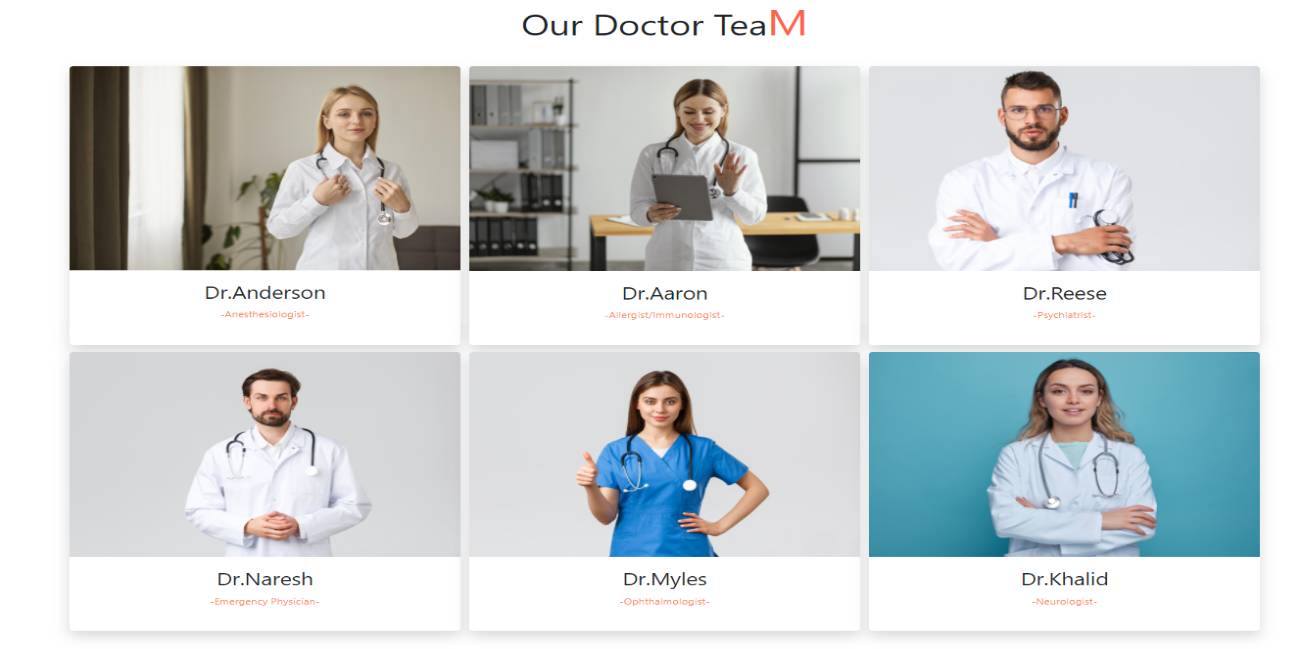 Our Doctor TeaM
Dr.Anderson
-Anesthesiologist-
Dr.Aaron
-Allergist/Immunologist-
Dr.Reese
-Psychiatrist-
Dr.Naresh
-Emergency Physician-
Dr.Myles
-Ophthalmologist-
Dr.Khalid
-Neurologist-